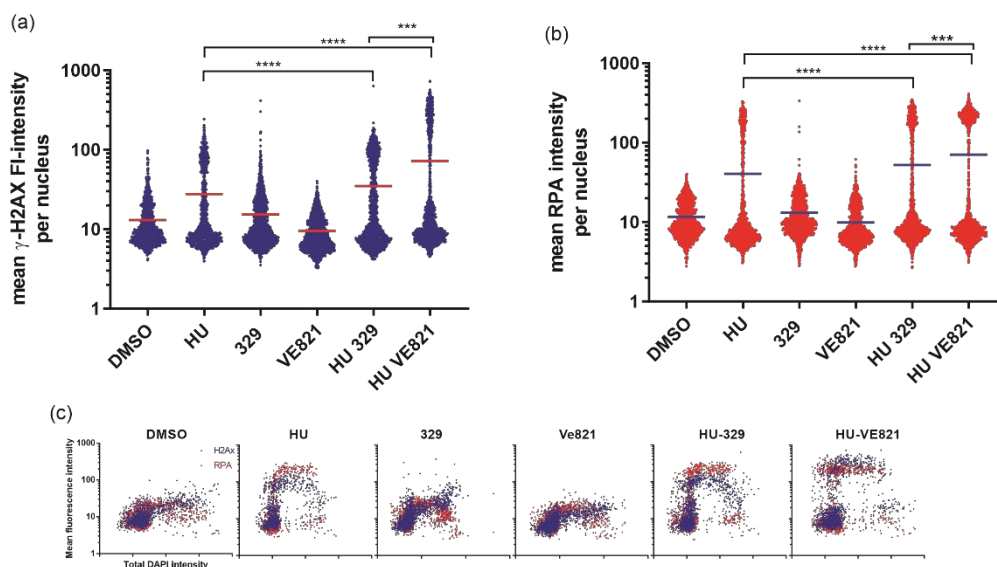 (a)
****
***
****
mean γ-H2AX FI-intensity
per nucleus
1000
100
10
1
DMSO
HU
329
VE821
HU 329
HU VE821
(b)
****
***
****
mean RPA intensity
per nucleus
1000
100
10
1
DMSO
HU
329
VE821
HU 329
HU VE821
(c)
DMSO
HU
329
Ve821
HU-329
HU-VE821
H2Ax
RPA
Mean fluorescence intensity
1000
100
10
1
Total DAPI intensity